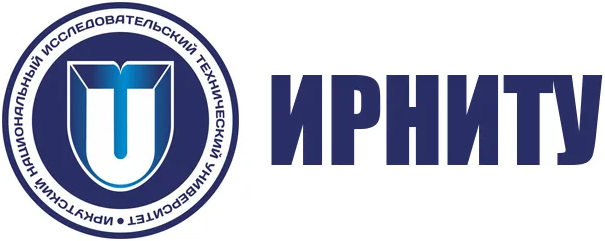 ИРКУТСКИЙ НАЦИОНАЛЬНЫЙ ИССЛЕДОВАТЕЛЬСКИЙ ТЕХНИЧЕСКИЙ УНИВЕРСИТЕТ •
ИРНИТУ